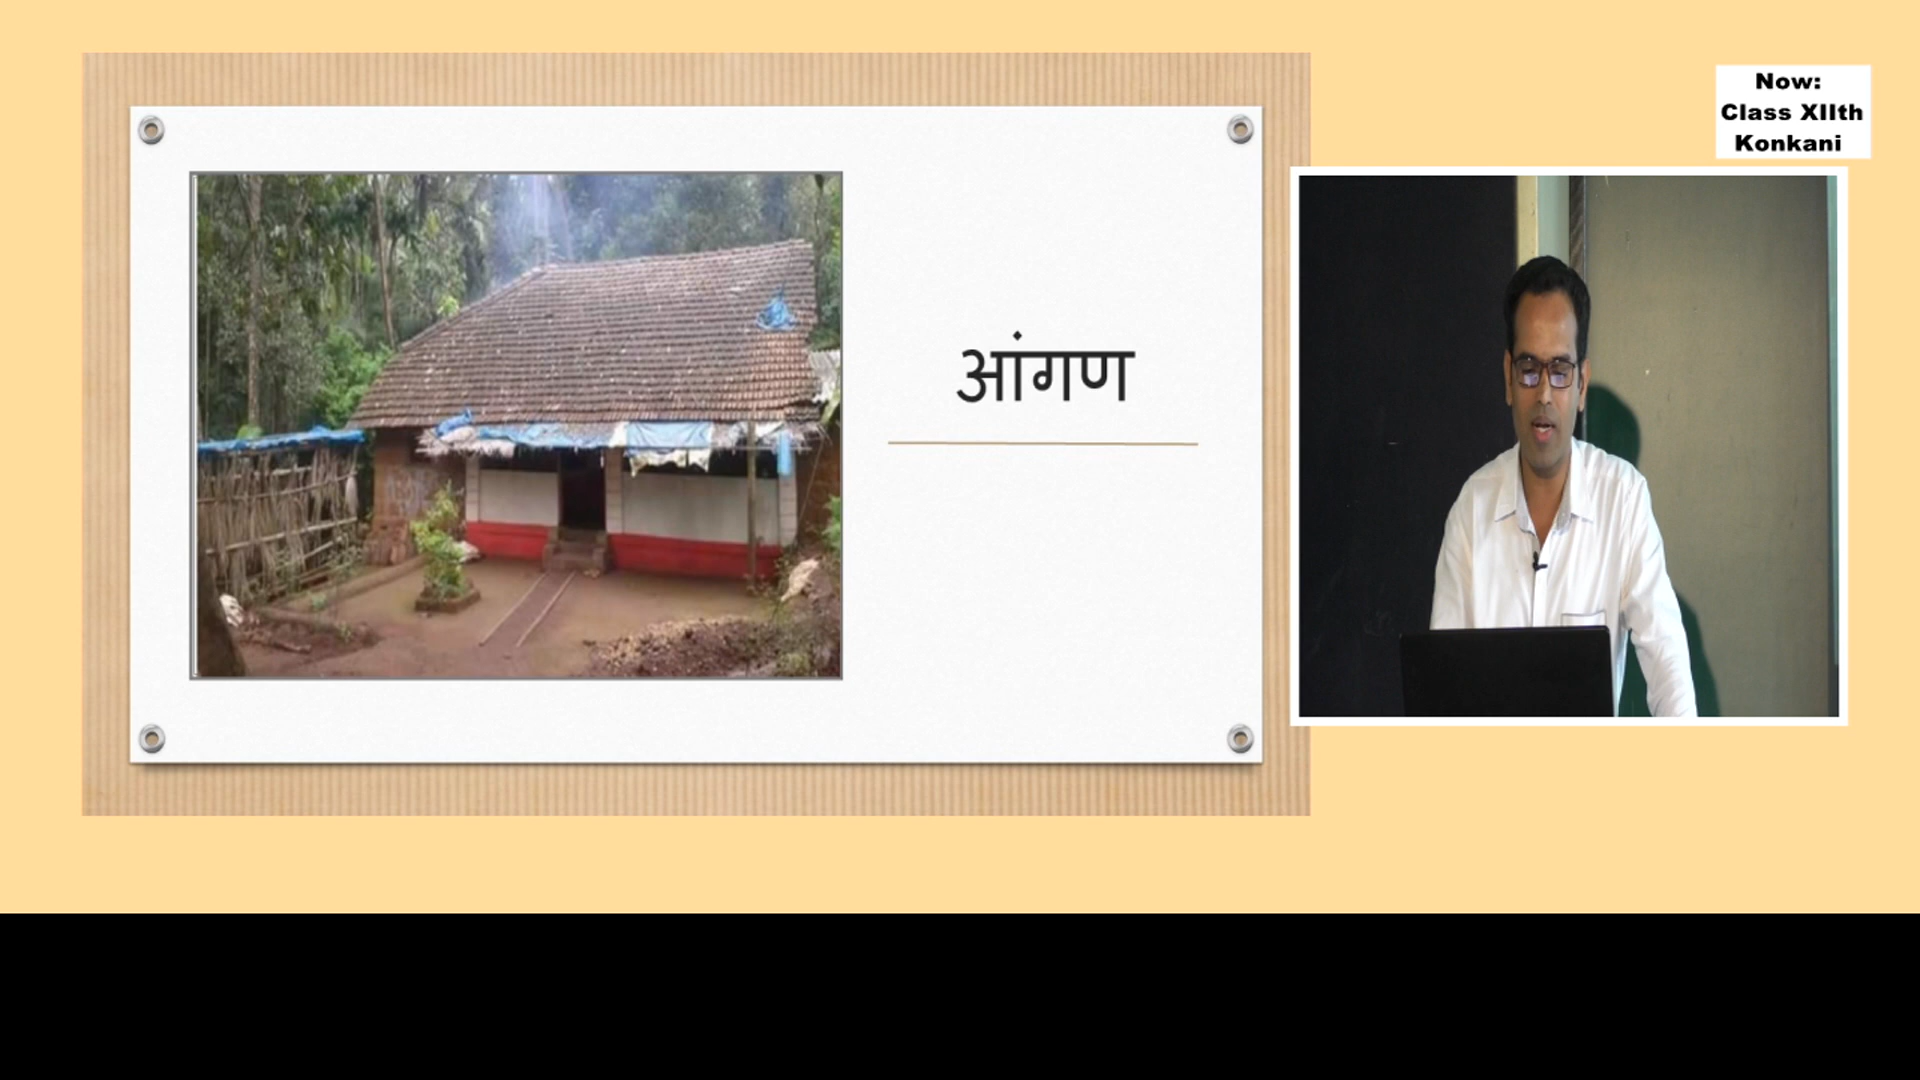 आंगण
Now:
Class XIIth
Konkani